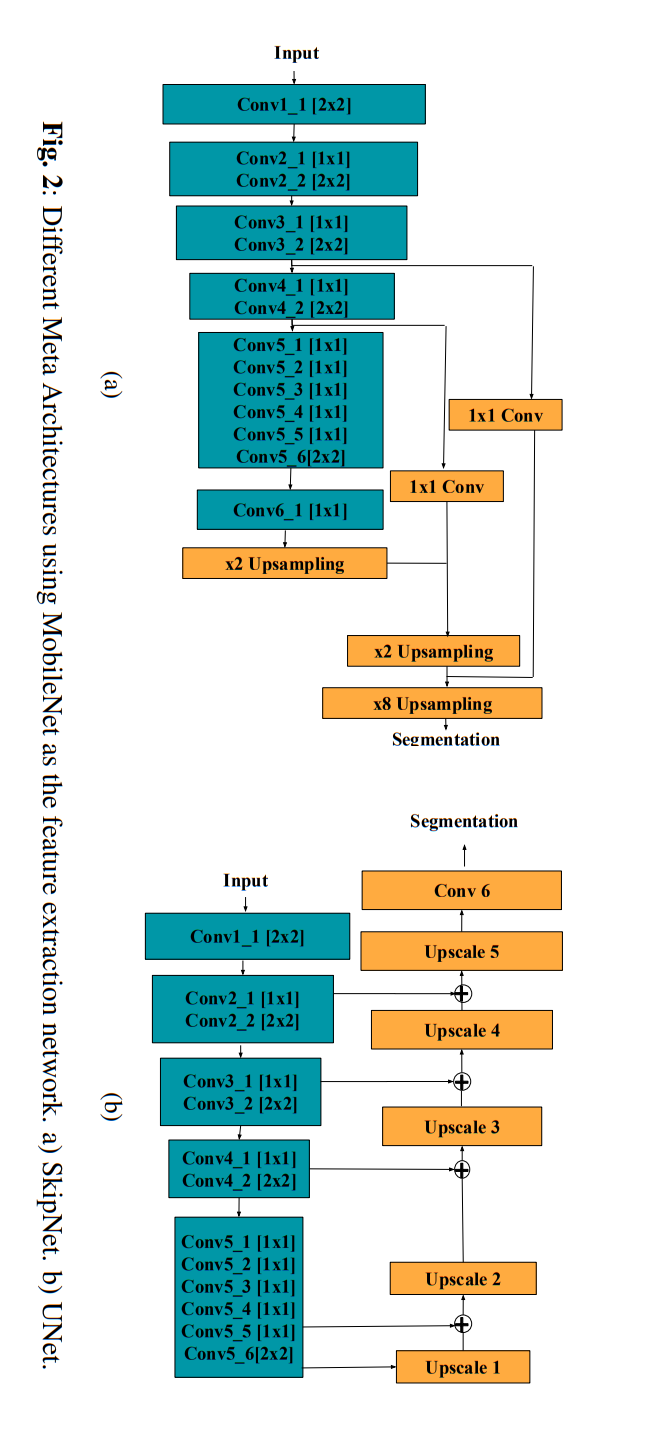 Input
Conv1_1 [2x2]
Conv2_1 [1x1]
Conv2_2 [2x2]
Conv3_1 [1x1]
Conv3_2 [2x2]
Conv4_1 [1x1]
Conv4_2 [2x2]
Conv5_1 [1x1]
Conv5_2 [1x1]
Conv5_3 [1x1]
Conv5_4 [1x1]
Conv5_5 [1x1]
Conv5_6[2x2]
1x1 Conv
1x1 Conv
Conv6_1 [1x1]
x2 Upsampling
x2 Upsampling
x8 Upsampling
Segmentation
(a)
Segmentation
Input
Conv 6
Conv1_1 [2x2]
Upscale 5
Conv2_1 [1x1]
Conv2_2 [2x2]
Upscale 4
Conv3_1 [1x1]
Conv3_2 [2x2]
Upscale 3
Conv4_1 [1x1]
Conv4_2 [2x2]
Conv5_1 [1x1]
Conv5_2 [1x1]
Conv5_3 [1x1]
Conv5_4 [1x1]
Conv5_5 [1x1]
Conv5_6[2x2]
Upscale 2
Upscale 1
(b)
Fig. 2: Different Meta Architectures using MobileNet as the feature extraction network. a) SkipNet. b) UNet.